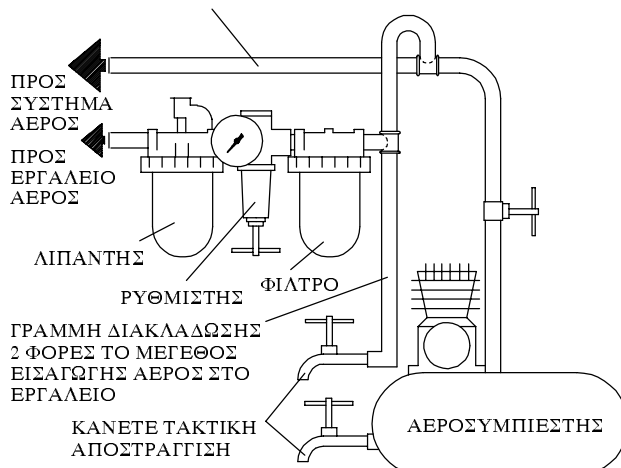 ΠΡΟΣ
ΣΥΣΤΗΜΑ
ΑΕΡΟΣ
ΠΡΟΣ
ΕΡΓΑΛΕΙΟ
ΑΕΡΟΣ
ΛΙΠΑΝΤΗΣ
ΡΥΘΜΙΣΤΗΣ
ΦΙΛΤΡΟ
ΓΡΑΜΜΗ ΔΙΑΚΛΑΔΩΣΗΣ
2 ΦΟΡΕΣ ΤΟ ΜΕΓΕΘΟΣ
ΕΙΣΑΓΩΓΗΣ ΑΕΡΟΣ ΣΤΟ
ΕΡΓΑΛΕΙΟ
ΚΑΝΕΤΕ ΤΑΚΤΙΚΗ
ΑΠΟΣΤΡΑΓΓΙΣΗ
ΑΕΡΟΣΥΜΠΙΕΣΤΗΣ